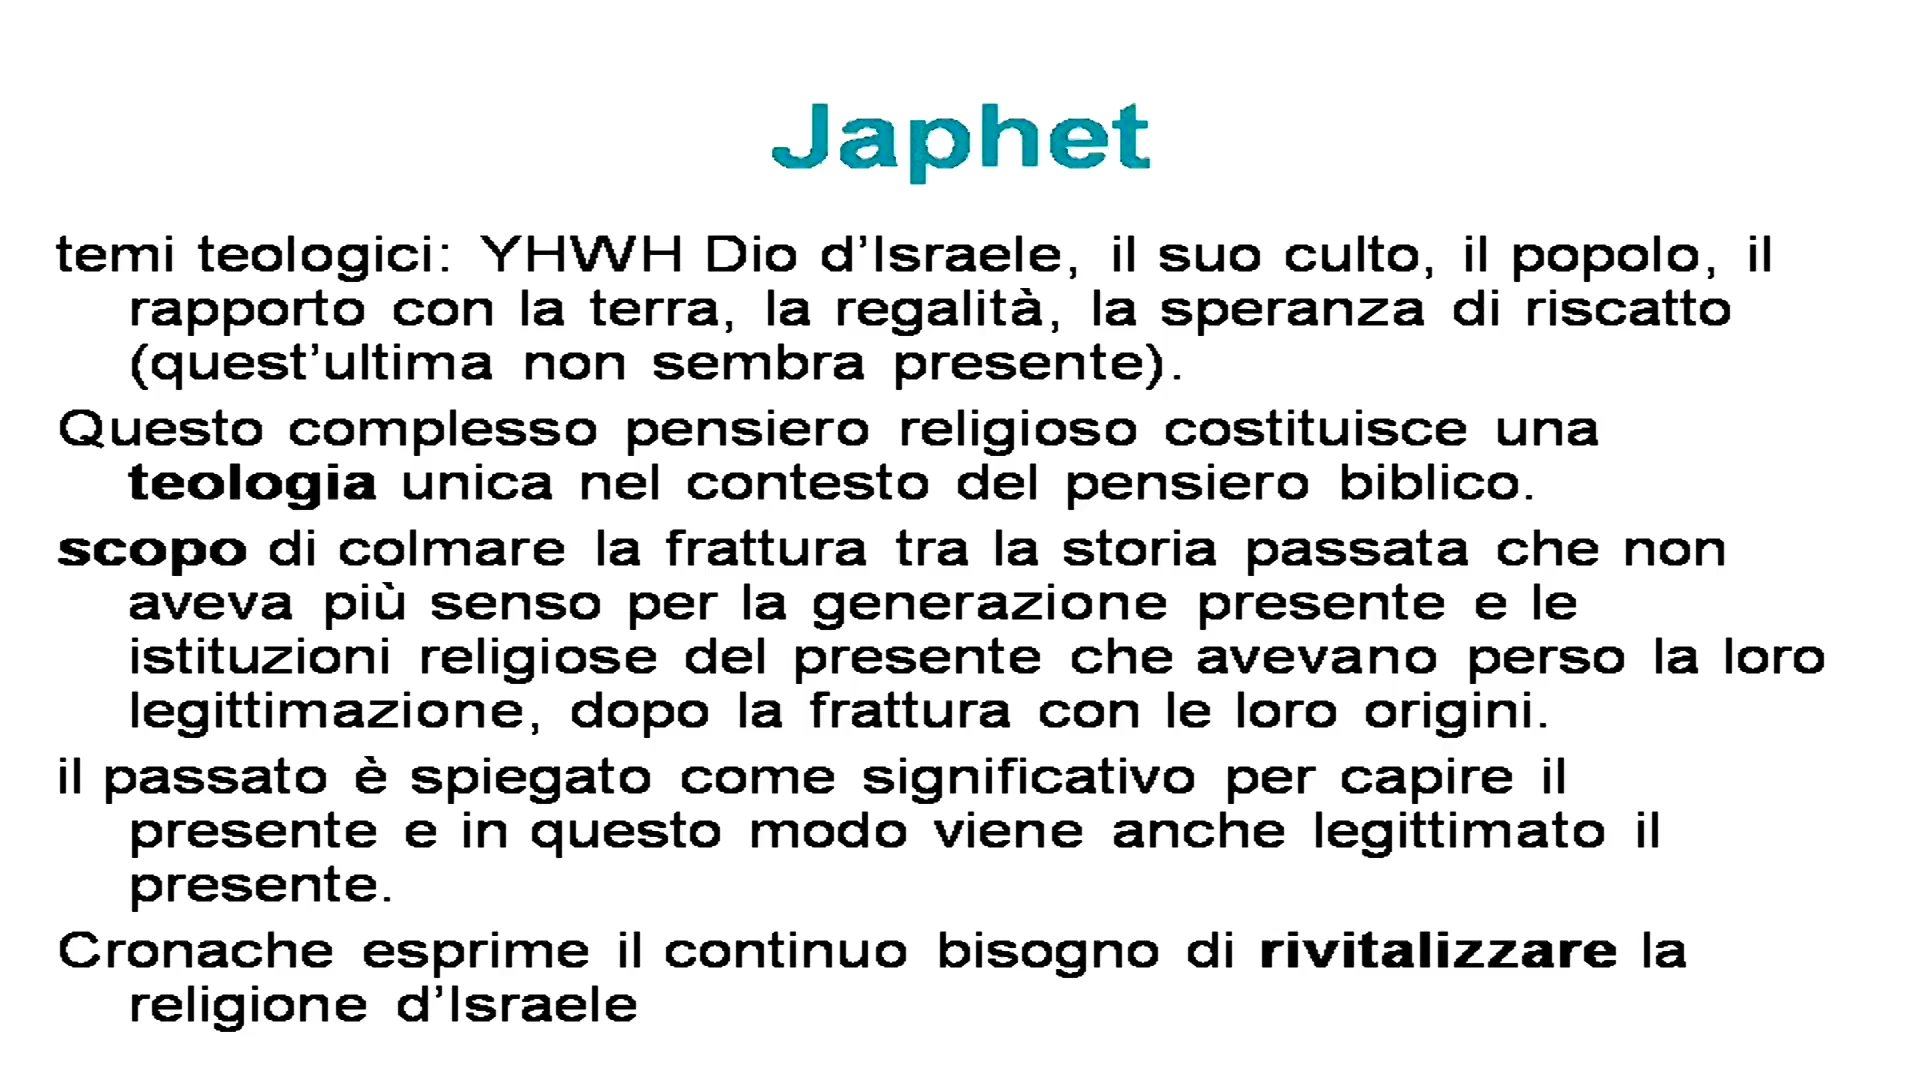 Japhet
temi teologici: YHWH Dio d’Israele, il suo culto, il popolo, il
rapporto con la terra, la regalità, la speranza di riscatto
(quest’ultima non sembra presente).
Questo complesso pensiero religioso costituisce una
teologia unica nel contesto del pensiero biblico.
scopo di colmare la frattura tra la storia passata che non
aveva più senso per la generazione presente e le
istituzioni religiose del presente che avevano perso la loro
legittimazione, dopo la frattura con le loro origini.
il passato è spiegato come significativo per capire il
presente e in questo modo viene anche legittimato il
presente.
Cronache esprime il continuo bisogno di rivitalizzare la
religione d’Israele